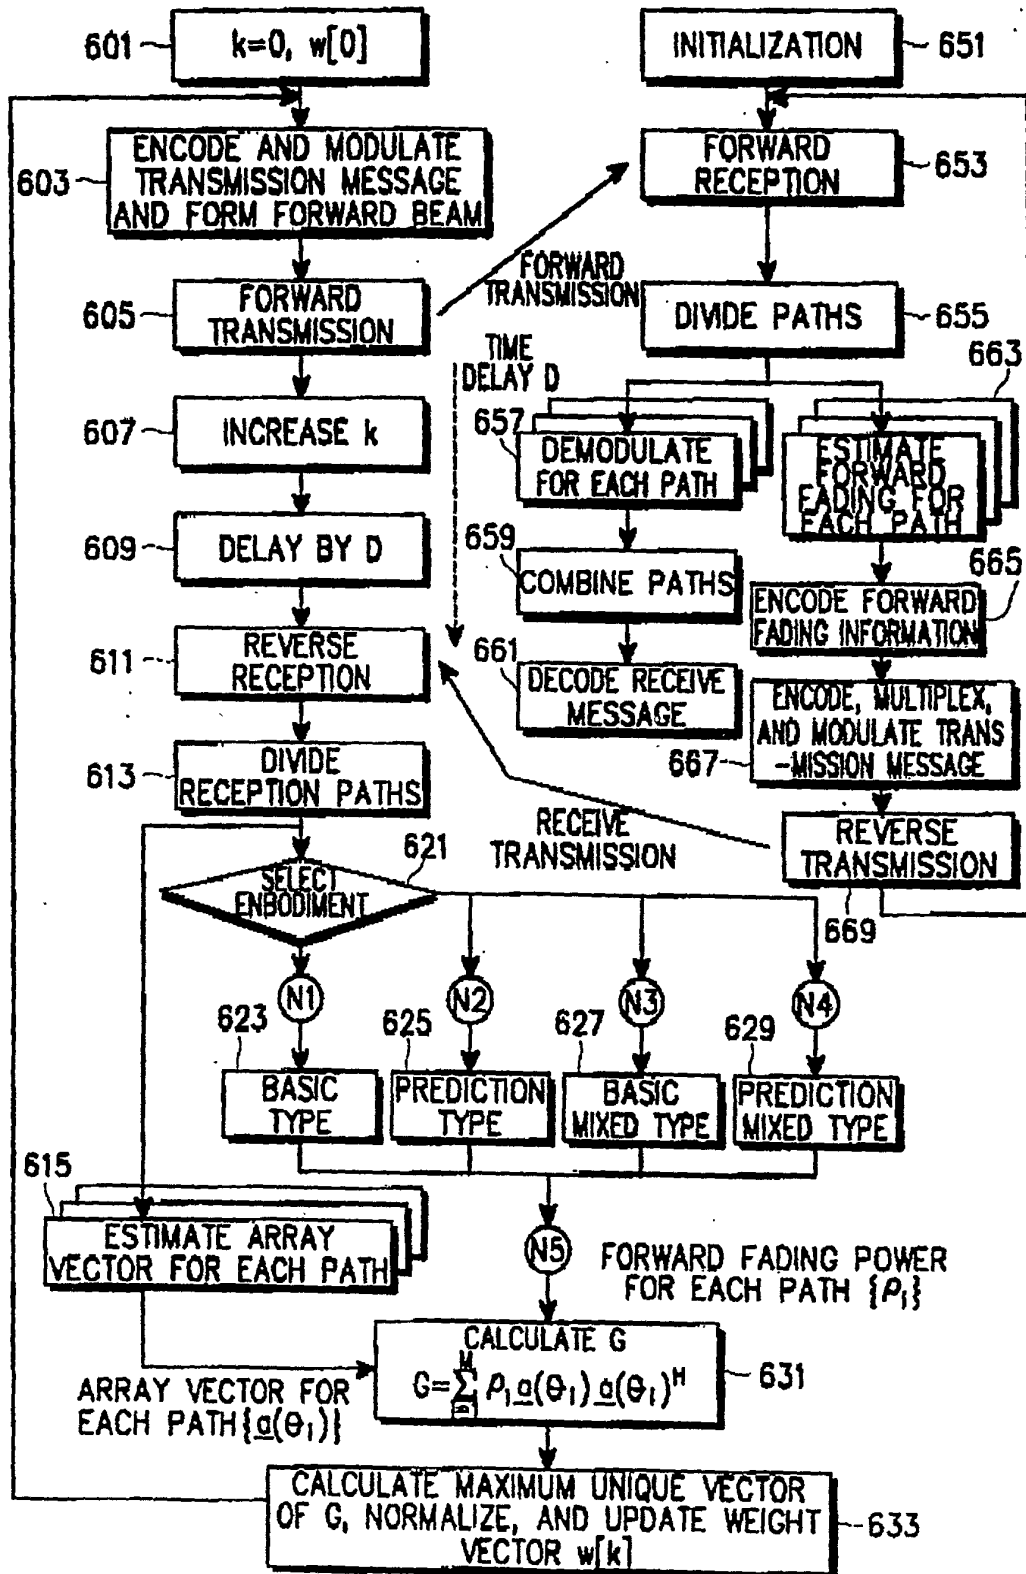 601
k=0, w[0]
603
ENCODE AND MODULATE
TRANSMISSION MESSAGE
AND FORM FORWARD BEAM
605
FORWARD
TRANSMISSION
607
INCREASE k
609
DELAY BY D
611
REVERSE
RECEPTION
613
DIVIDE
RECEPTION PATHS
FORWARD
TRANSMISSION
TIME
DELAY D
INITIALIZATION
651
FORWARD
RECEPTION
653
DIVIDE PATHS
655
657
DEMODULATE
FOR EACH PATH
659
COMBINE PATHS
661
DECODE RECEIVE
MESSAGE
663
ESTIMATE
FORWARD
FADING FOR
EACH PATH
665
ENCODE FORWARD
FADING INFORMATION
667
ENCODE, MULTIPLEX,
AND MODULATE TRANS
-MISSION MESSAGE
REVERSE
TRANSMISSION
669
RECEIVE
TRANSMISSION
621
SELECT
ENBODIMENT
N1
N2
N3
N4
623
BASIC
TYPE
625
PREDICTION
TYPE
627
BASIC
MIXED TYPE
629
PREDICTION
MIXED TYPE
615
ESTIMATE ARRAY
VECTOR FOR EACH PATH
N5
FORWARD FADING POWER
FOR EACH PATH {ρi}
ARRAY VECTOR FOR
EACH PATH{a(θi)}
CALCULATE G
G=∑ M ρi a(θi) a(θi)^H
631
CALCULATE MAXIMUM UNIQUE VECTOR
OF G, NORMALIZE, AND UPDATE WEIGHT
VECTOR w[k]
633